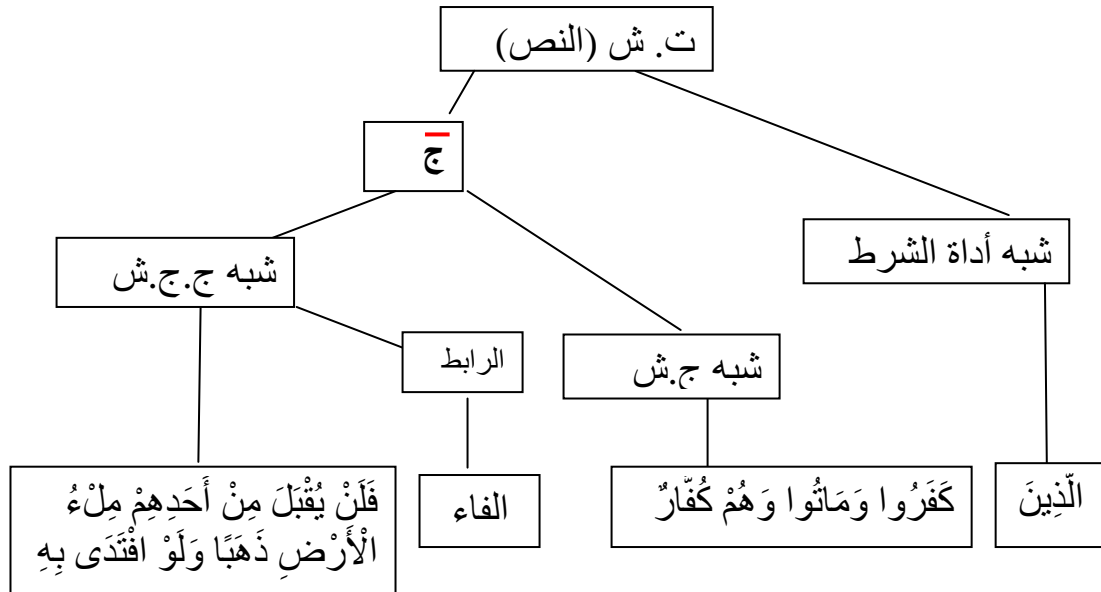 ت. ش (النص)
ج
شبه أداة الشرط
شبه ج.ج.ش
الرابط
شبه ج.ش
الّذِينَ
كَفَرُوا وَمَاتُوا وَهُمْ كُفّارٌ
الفاء
فَلَنْ يُقْبَلَ مِنْ أَحَدِهِمْ مِلْءُ
الْأَرْضِ ذَهَبًا وَلَوْ افْتَدَى بِهِ